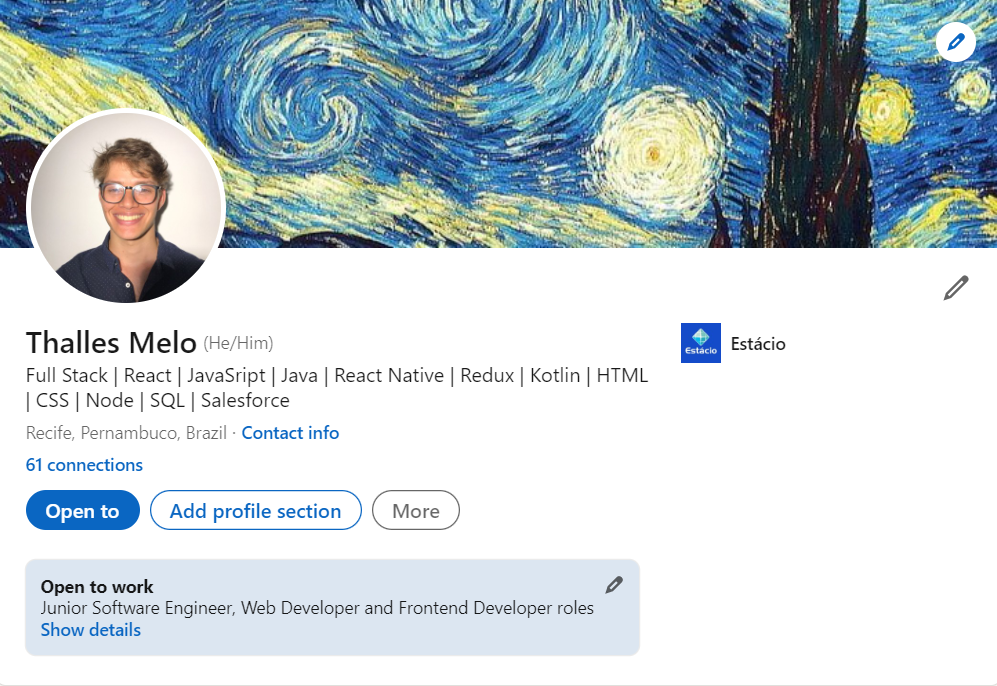 Thalles Melo (He/Him)
Full Stack | React | JavaSript | Java | React Native | Redux | Kotlin | HTML
| CSS | Node | SQL | Salesforce
Recife, Pernambuco, Brazil · Contact info
61 connections
Open to
Add profile section
More
Open to work
Junior Software Engineer, Web Developer and Frontend Developer roles
Show details
Estácio
Estácio